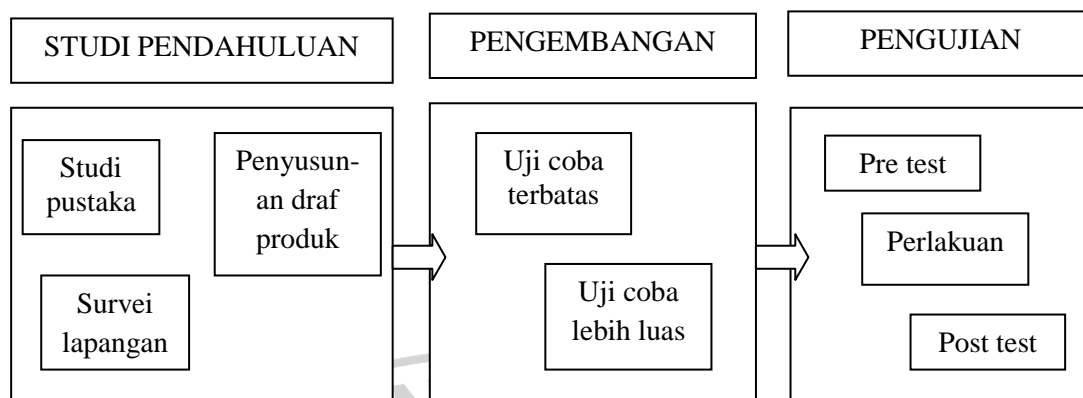 STUDI PENDAHULUAN
PENGEMBANGAN
PENGUJIAN
Studi
pustaka
Penyusun-
an draf
produk
Survei
lapangan
Uji coba
terbatas
Uji coba
lebih luas
Pre test
Perlakuan
Post test